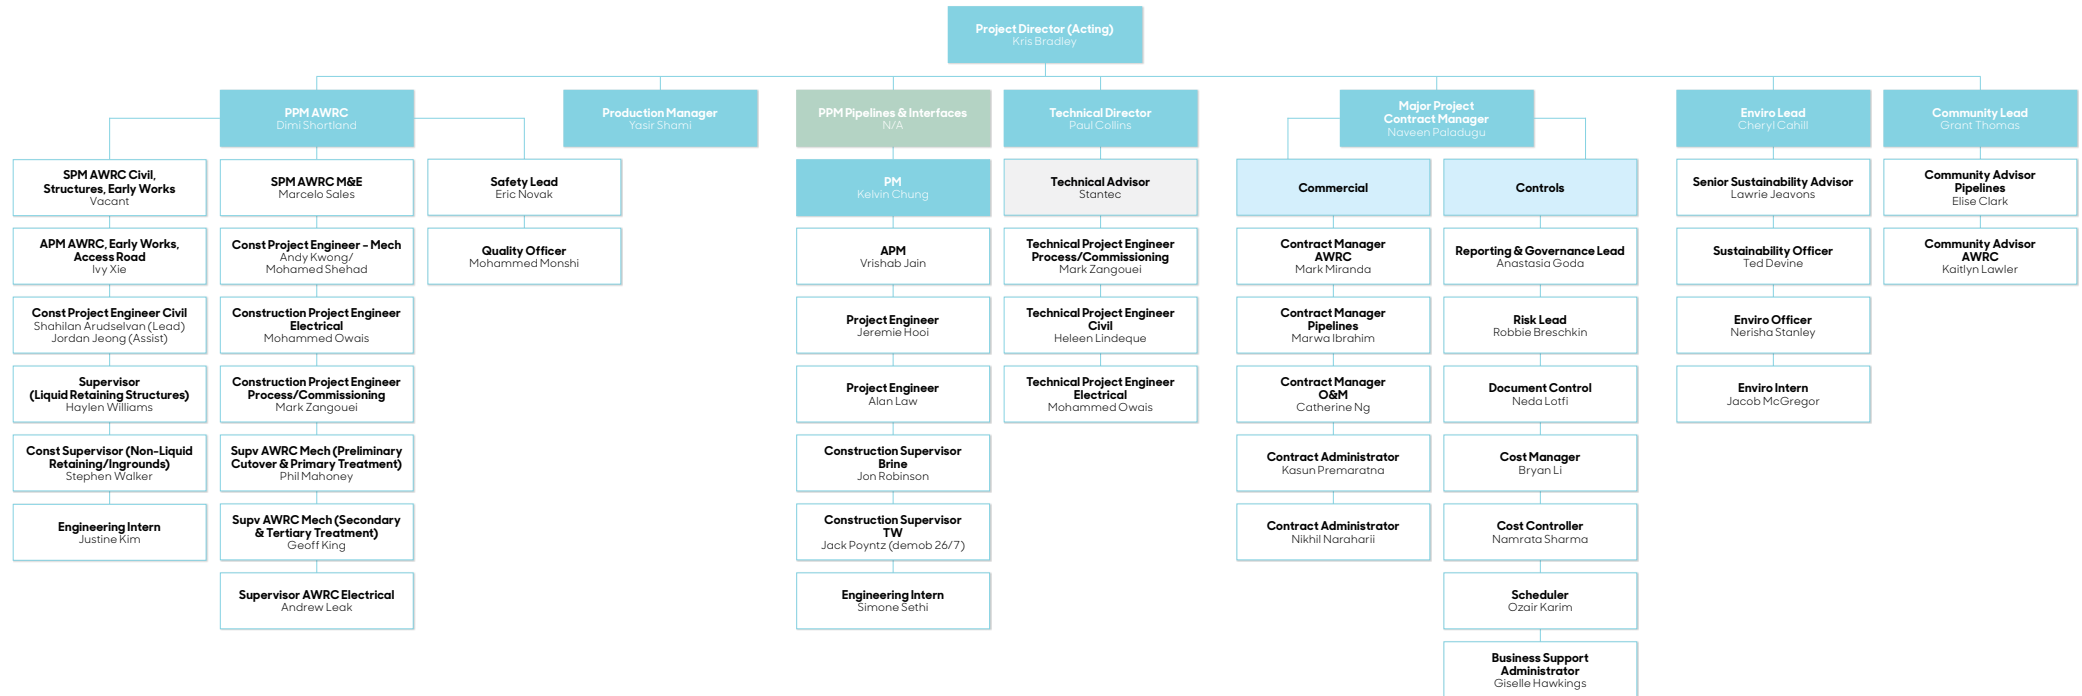 Project Director (Acting)
Kris Bradley
PPM AWRC
Dimi Shortland
Production Manager
Yasir Shami
PPM Pipelines & Interfaces
N/A
Technical Director
Paul Collins
Major Project
Contract Manager
Naveen Paladugu
Enviro Lead
Cheryl Cahill
Community Lead
Grant Thomas
SPM AWRC Civil,
Structures, Early Works
Vacant
APM AWRC, Early Works,
Access Road
Ivy Xie
Const Project Engineer Civil
Shahilan Arudselvan (Lead)
Jordan Jeong (Assist)
Supervisor
(Liquid Retaining Structures)
Haylen Williams
Const Supervisor (Non-Liquid
Retaining/Ingrounds)
Stephen Walker
Engineering Intern
Justine Kim
SPM AWRC M&E
Marcelo Sales
Const Project Engineer - Mech
Andy Kwong/
Mohamed Shehad
Construction Project Engineer
Electrical
Mohammed Owais
Construction Project Engineer
Process/Commissioning
Mark Zangouei
Supv AWRC Mech (Preliminary
Cutover & Primary Treatment)
Phil Mahoney
Supv AWRC Mech (Secondary
& Tertiary Treatment)
Geoff King
Supervisor AWRC Electrical
Andrew Leak
Safety Lead
Eric Novak
Quality Officer
Mohammed Monshi
PM
Kelvin Chung
APM
Vrishab Jain
Project Engineer
Jeremie Hooi
Project Engineer
Alan Law
Construction Supervisor
Brine
Jon Robinson
Construction Supervisor
TW
Jack Poyntz (demob 26/7)
Engineering Intern
Simone Sethi
Technical Advisor
Stantec
Technical Project Engineer
Process/Commissioning
Mark Zangouei
Technical Project Engineer
Civil
Heleen Lindeque
Technical Project Engineer
Electrical
Mohammed Owais
Commercial
Contract Manager
AWRC
Mark Miranda
Contract Manager
Pipelines
Marwa Ibrahim
Contract Manager
O&M
Catherine Ng
Contract Administrator
Kasun Premaratna
Contract Administrator
Nikhil Naraharii
Controls
Reporting & Governance Lead
Anastasia Goda
Risk Lead
Robbie Breschkin
Document Control
Neda Lotfi
Cost Manager
Bryan Li
Cost Controller
Namrata Sharma
Scheduler
Ozair Karim
Business Support
Administrator
Giselle Hawkings
Senior Sustainability Advisor
Lawrie Jeavons
Sustainability Officer
Ted Devine
Enviro Officer
Nerisha Stanley
Enviro Intern
Jacob McGregor
Community Advisor
Pipelines
Elise Clark
Community Advisor
AWRC
Kaitlyn Lawler